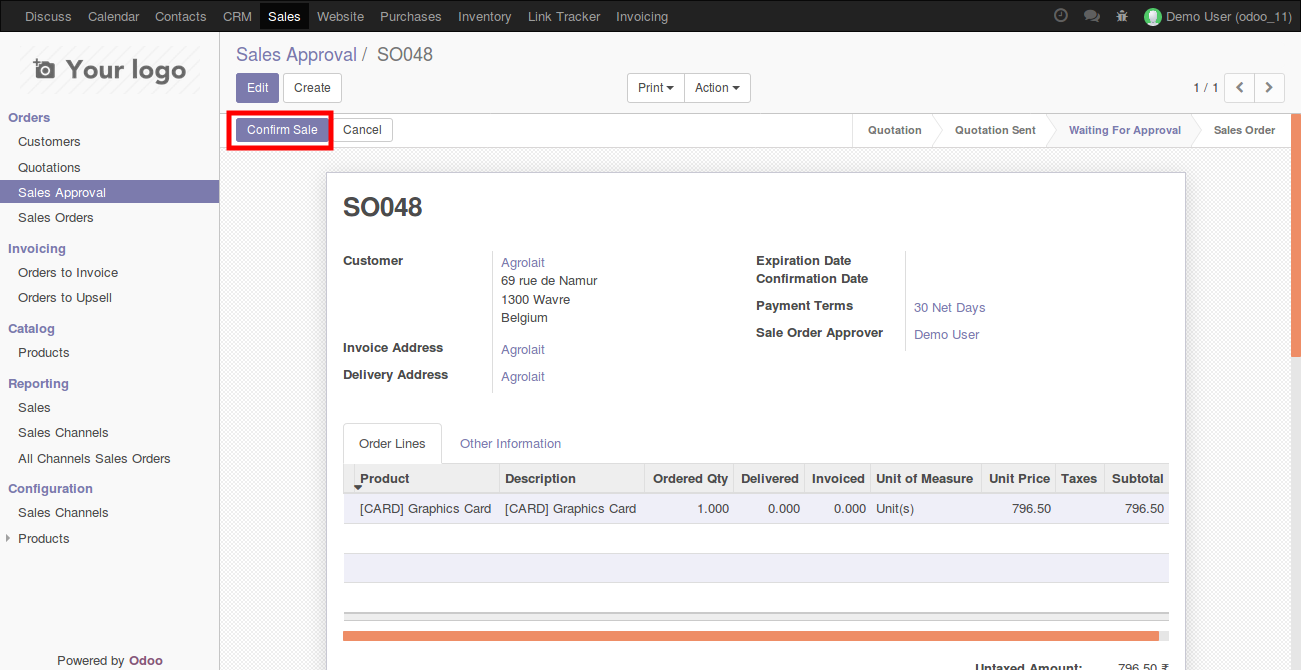 Discuss Calendar Contacts CRM Sales Website Purchases Inventory Link Tracker Invoicing Demo User (odoo_11)
Your logo
Sales Approval / SO048
Edit Create Print Action 1 / 1
Confirm Sale Cancel Quotation Quotation Sent Waiting For Approval Sales Order
Orders
Customers
Quotations
Sales Approval
Sales Orders
Invoicing
Orders to Invoice
Orders to Upsell
Catalog
Products
Reporting
Sales
Sales Channels
All Channels Sales Orders
Configuration
Sales Channels
Products
Powered by Odoo
SO048
Customer Agrolait
69 rue de Namur
1300 Wavre
Belgium
Invoice Address Agrolait
Delivery Address Agrolait
Expiration Date
Confirmation Date
Payment Terms 30 Net Days
Sale Order Approver Demo User
Order Lines Other Information
Product Description Ordered Qty Delivered Invoiced Unit of Measure Unit Price Taxes Subtotal
[CARD] Graphics Card [CARD] Graphics Card 1.000 0.000 0.000 Unit(s) 796.50 796.50
Untaxed Amount: 796.50 ₹